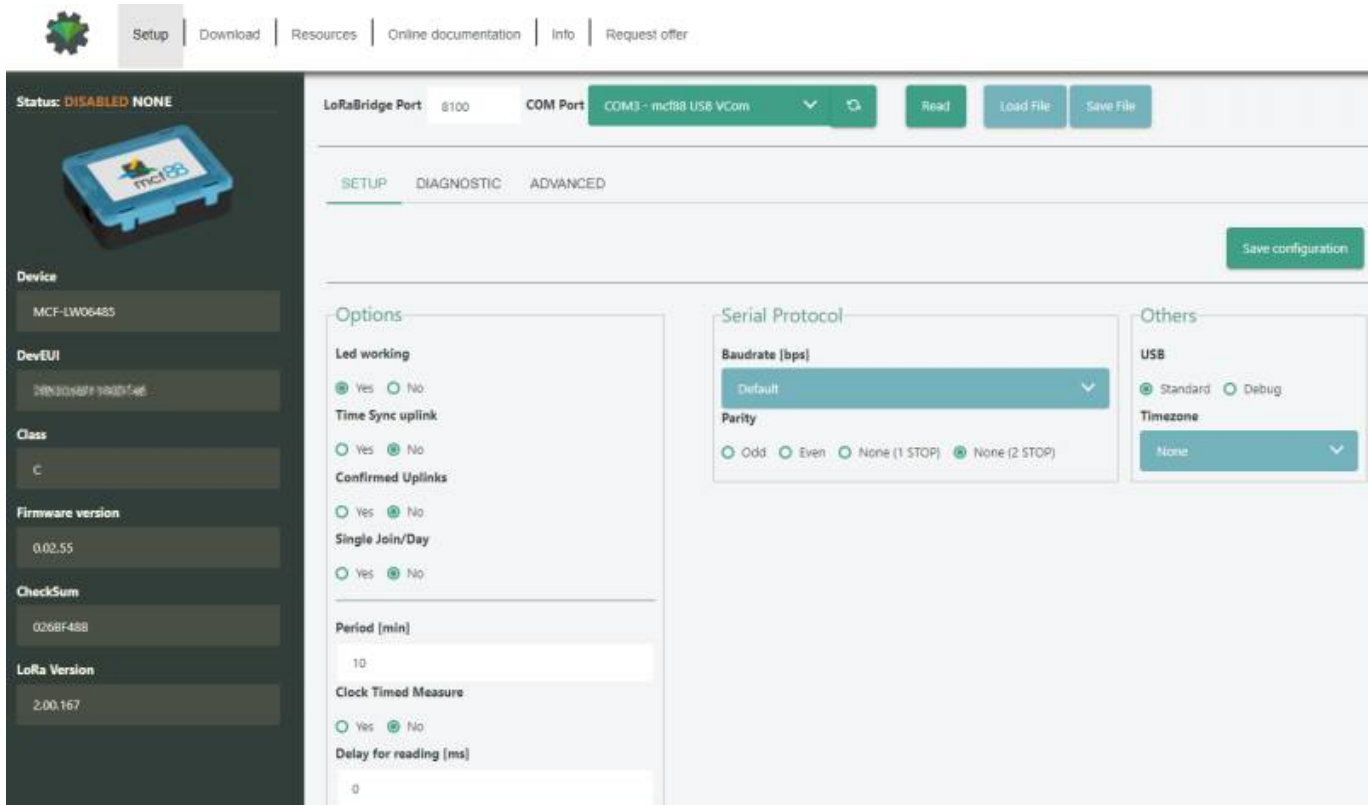 Setup Download Resources Online documentation Info Request offer
Status: DISABLED NONE
mcf88
Device
MCF-LW06485
DevEUI
Class
C
Firmware version
0.02.55
CheckSum
026BF48B
LoRa Version
2.00.167
LoRaBridge Port 8100 COM Port COM3 - mcf88 USB VCom Read Load File Save File
SETUP DIAGNOSTIC ADVANCED
Save configuration
Options
Led working
Yes No
Time Sync uplink
Yes No
Confirmed Uplinks
Yes No
Single Join/Day
Yes No
Period [min]
10
Clock Timed Measure
Yes No
Delay for reading [ms]
0
Serial Protocol
Baudrate [bps]
Default
Parity
Odd Even None (1 STOP) None (2 STOP)
Others
USB
Standard Debug
Timezone
None